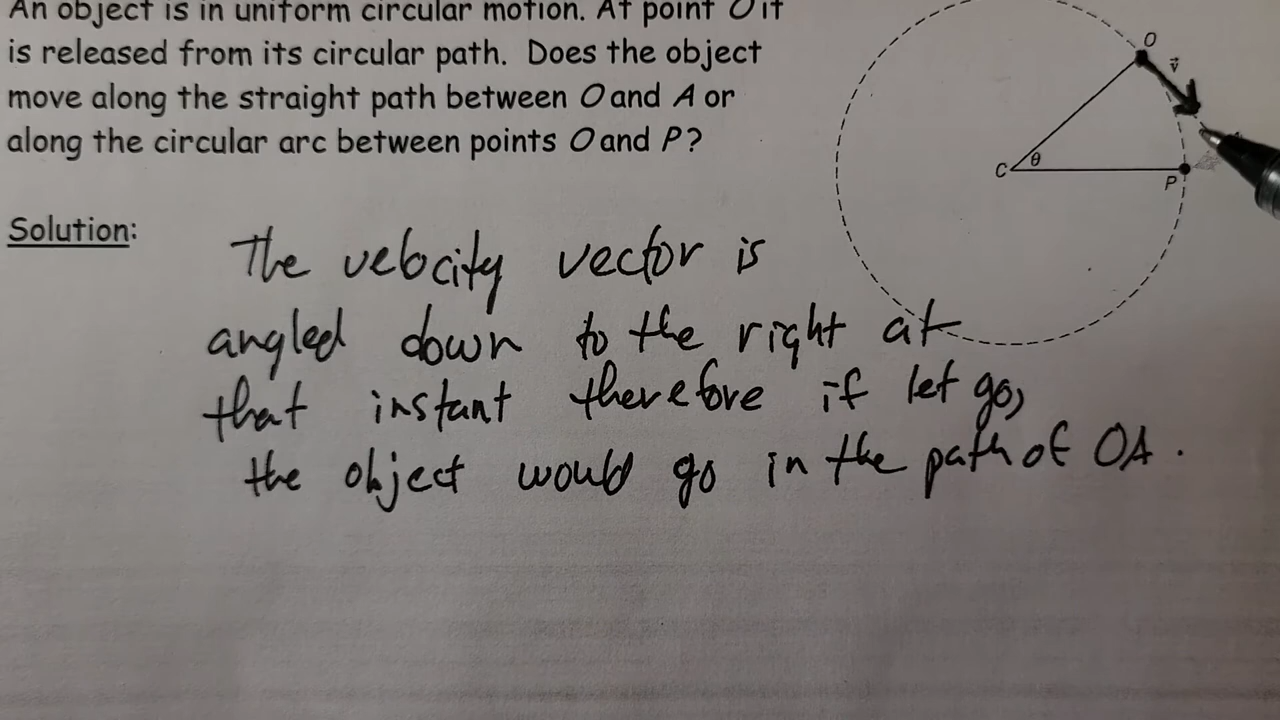 An object is in uniform circular motion. At point O it
is released from its circular path. Does the object
move along the straight path between O and A or
along the circular arc between points O and P?
O
v
C
θ
P
Solution:
The velocity vector is
angled down to the right at
that instant therefore if let go,
the object would go in the path of OA.